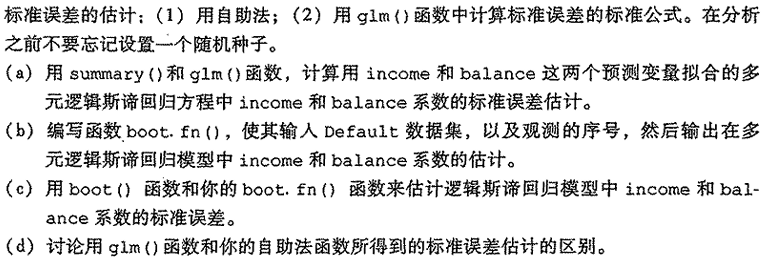 标准误差的估计：(1) 用自助法；(2) 用 glm()函数中计算标准误差的标准公式。在分析
之前不要忘记设置一个随机种子。
(a) 用 summary()和 glm()函数，计算用 income 和 balance 这两个预测变量拟合的多
元逻辑斯谛回归方程中 income 和 balance 系数的标准误差估计。
(b) 编写函数 boot. fn()，使其输入 Default 数据集，以及观测的序号，然后输出在多
元逻辑斯谛回归模型中 income 和 balance 系数的估计。
(c) 用 boot() 函数和你的 boot. fn() 函数来估计逻辑斯谛回归模型中 income 和 bal-
ance 系数的标准误差。
(d) 讨论用 glm()函数和你的自助法函数所得到的标准误差估计的区别。